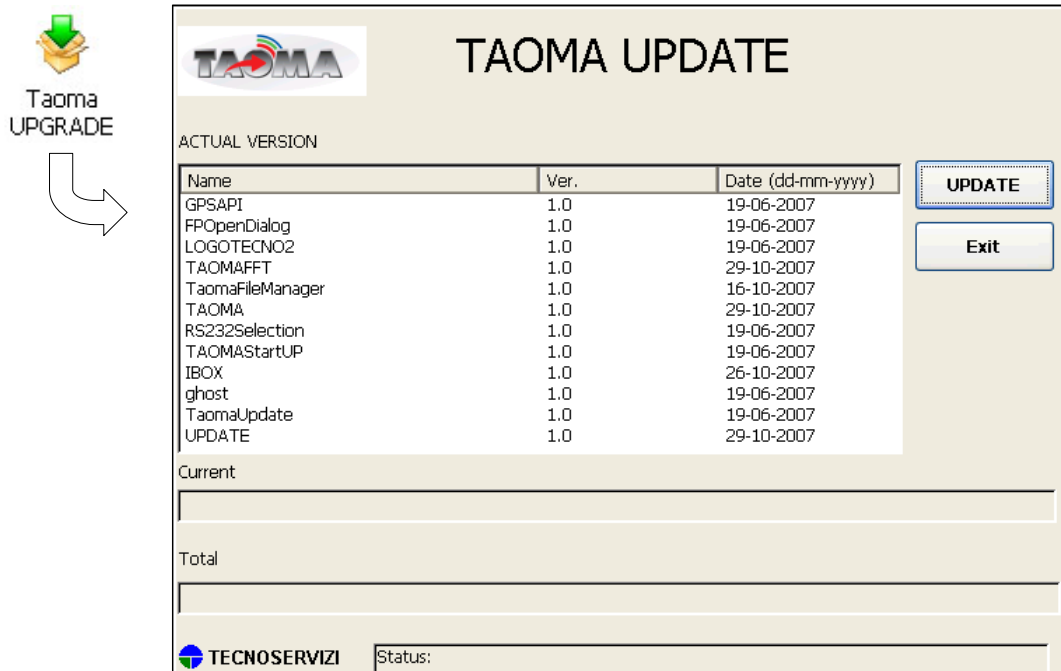 Taoma
UPGRADE
TAOMA
TAOMA UPDATE
ACTUAL VERSION
Name Ver. Date (dd-mm-yyyy)
GPSAPI 1.0 19-06-2007
FPOpenDialog 1.0 19-06-2007
LOGOTECNO2 1.0 19-06-2007
TAOMAFFT 1.0 29-10-2007
TaomaFileManager 1.0 16-10-2007
TAOMA 1.0 29-10-2007
RS232Selection 1.0 19-06-2007
TAOMAStartUP 1.0 19-06-2007
IBOX 1.0 26-10-2007
ghost 1.0 19-06-2007
TaomaUpdate 1.0 19-06-2007
UPDATE 1.0 29-10-2007
UPDATE
Exit
Current
Total
TECNOSERVIZI
Status: